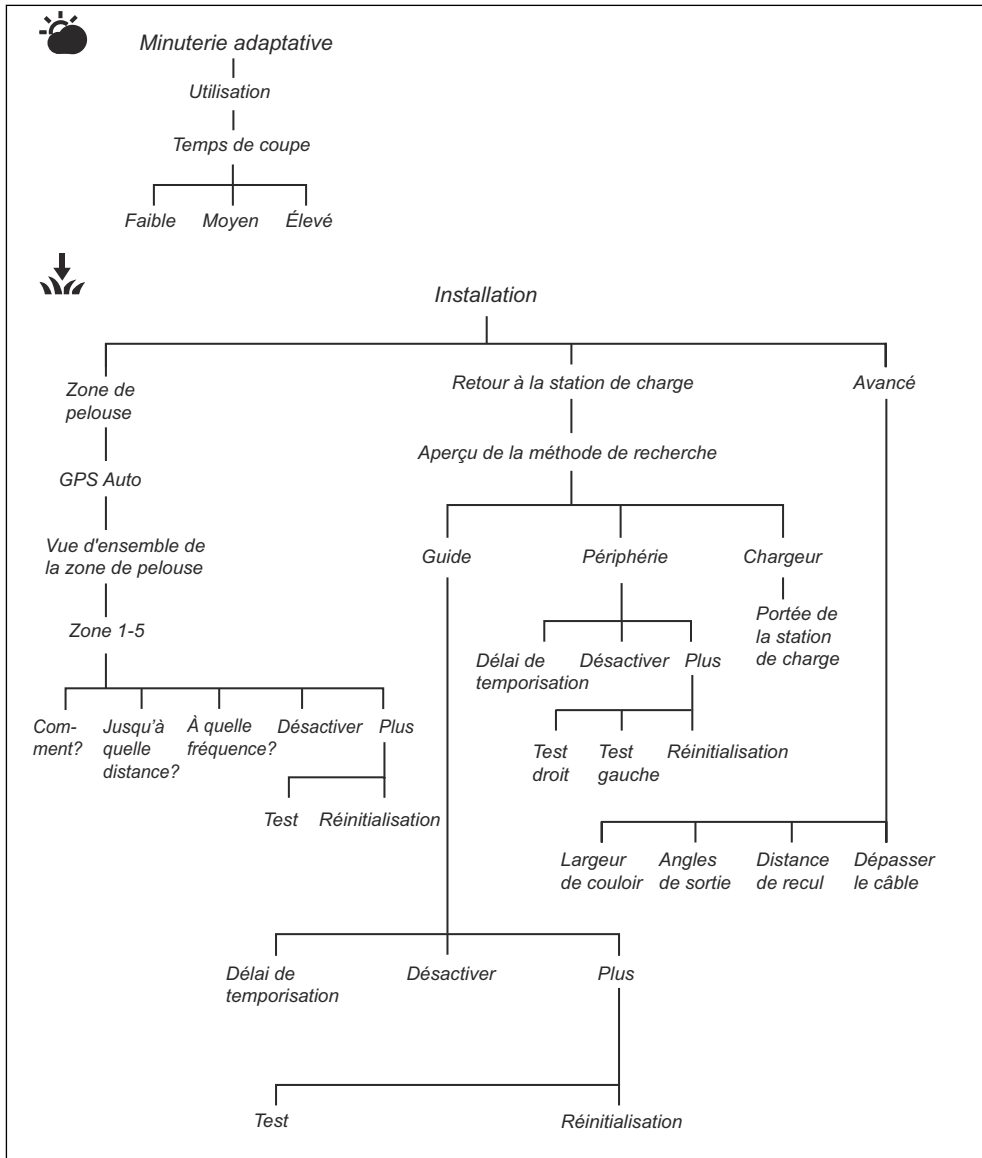 Minuterie adaptative
Utilisation
Temps de coupe
Faible
Moyen
Élevé
Installation
Zone de
pelouse
Retour à la station de charge
Avancé
Aperçu de la méthode de recherche
GPS Auto
Vue d'ensemble de
la zone de pelouse
Guide
Périphérie
Chargeur
Zone 1-5
Portée de
la station
de charge
Délai de
temporisation
Désactiver
Plus
Com-
ment?
Jusqu'à
quelle
distance?
À quelle
fréquence?
Désactiver
Plus
Test
droit
Test
gauche
Réinitialisation
Test
Réinitialisation
Largeur
de couloir
Angles
de sortie
Distance
de recul
Dépasser
le câble
Délai de
temporisation
Désactiver
Plus
Test
Réinitialisation